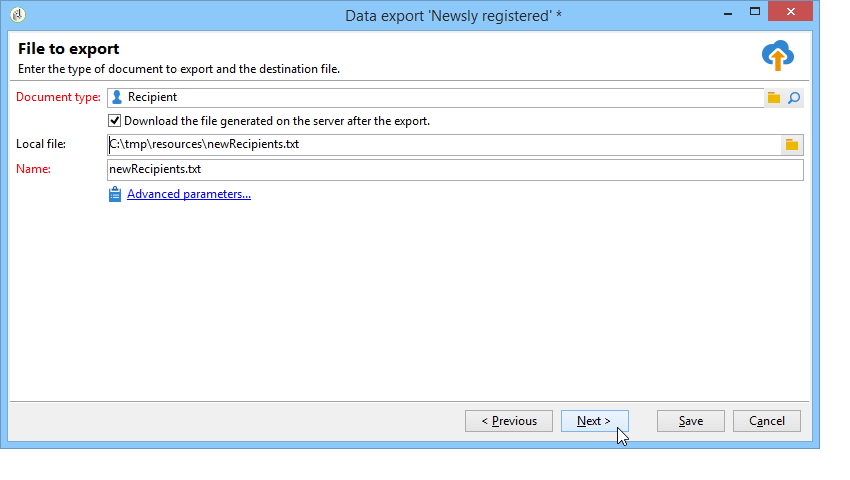 Data export 'Newsly registered' *
File to export
Enter the type of document to export and the destination file.
Document type: Recipient
Download the file generated on the server after the export.
Local file: C:\tmp\resources\newRecipients.txt
Name: newRecipients.txt
Advanced parameters...
< Previous Next > Save Cancel